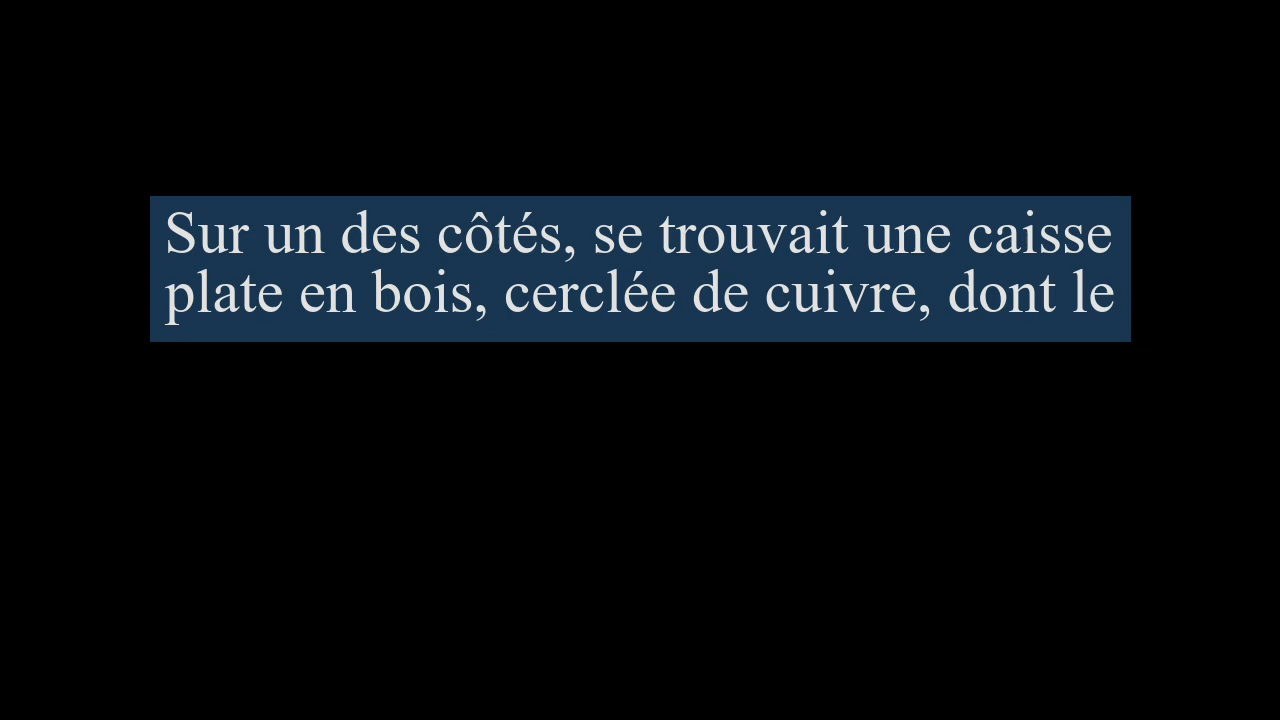 Sur un des côtés, se trouvait une caisse
plate en bois, cerclée de cuivre, dont le